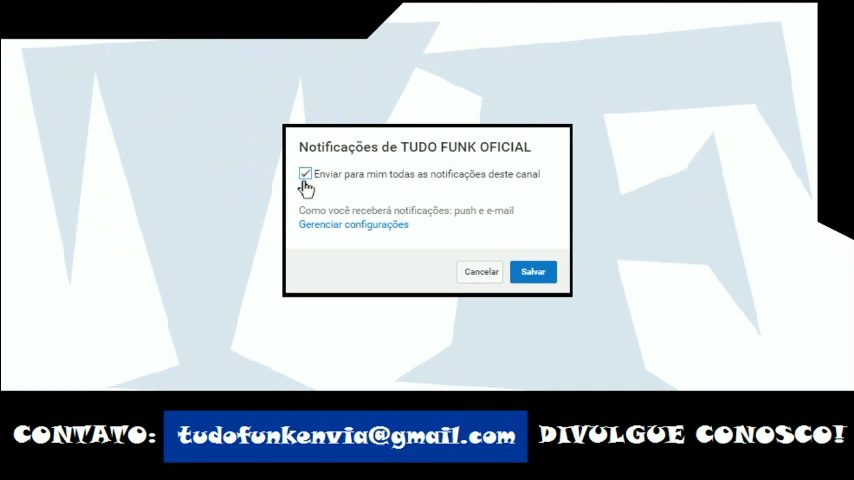 Notificações de TUDO FUNK OFICIAL
Enviar para mim todas as notificações deste canal
Como você receberá notificações: push e e-mail
Gerenciar configurações
Cancelar
Salvar
CONTATO: tudofunkenvia@gmail.com DIVULGUE CONOSCO!